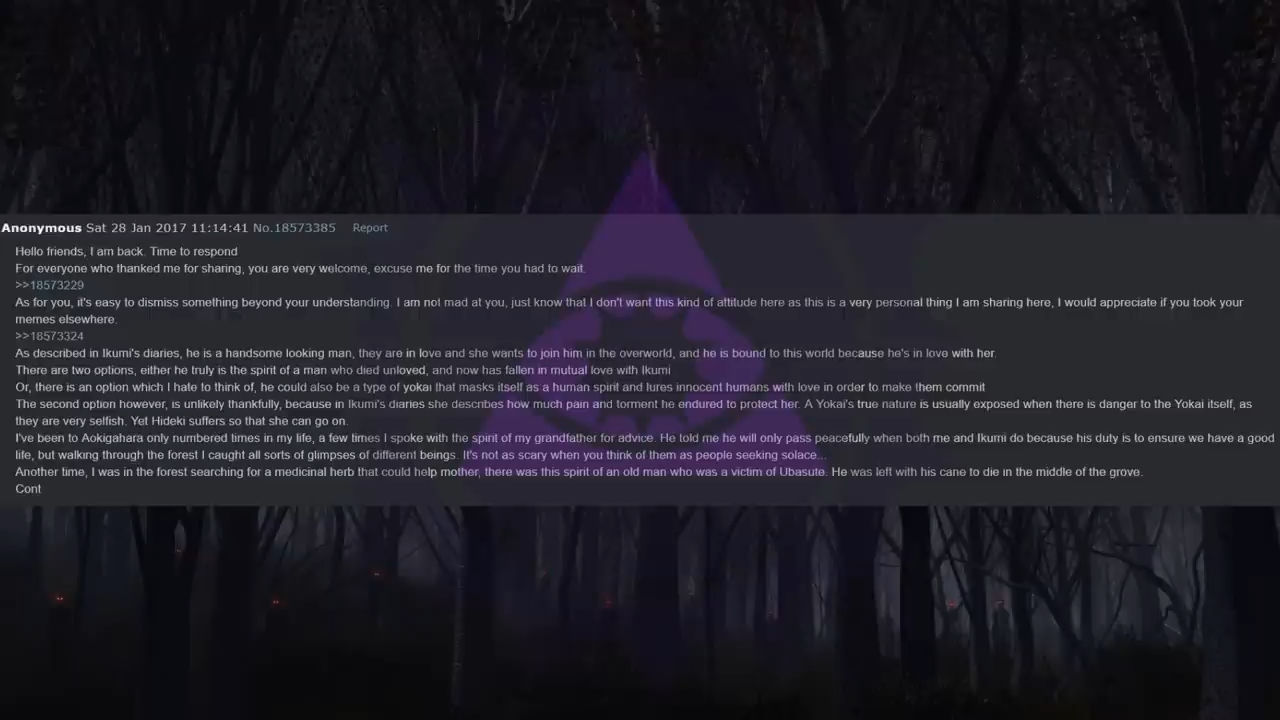 Anonymous Sat 28 Jan 2017 11:14:41 No.18573385 Report
Hello friends, I am back. Time to respond
For everyone who thanked me for sharing, you are very welcome, excuse me for the time you had to wait.
>>18573229
As for you, it's easy to dismiss something beyond your understanding. I am not mad at you, just know that I don't want this kind of attitude here as this is a very personal thing I am sharing here, I would appreciate if you took your
memes elsewhere.
>>18573324
As described in Ikumi's diaries, he is a handsome looking man, they are in love and she wants to join him in the overworld, and he is bound to this world because he's in love with her.
There are two options, either he truly is the spirit of a man who died unloved, and now has fallen in mutual love with Ikumi
Or, there is an option which I hate to think of, he could also be a type of yokai that masks itself as a human spirit and lures innocent humans with love in order to make them commit
The second option however, is unlikely thankfully, because in Ikumi's diaries she describes how much pain and torment he endured to protect her. A Yokai's true nature is usually exposed when there is danger to the Yokai itself, as
they are very selfish. Yet Hideki suffers so that she can go on.
I've been to Aokigahara only numbered times in my life, a few times I spoke with the spirit of my grandfather for advice. He told me he will only pass peacefully when both me and Ikumi do because his duty is to ensure we have a good
life, but walking through the forest I caught all sorts of glimpses of different beings. It's not as scary when you think of them as people seeking solace...
Another time, I was in the forest searching for a medicinal herb that could help mother, there was this spirit of an old man who was a victim of Ubasute. He was left with his cane to die in the middle of the grove.
Cont